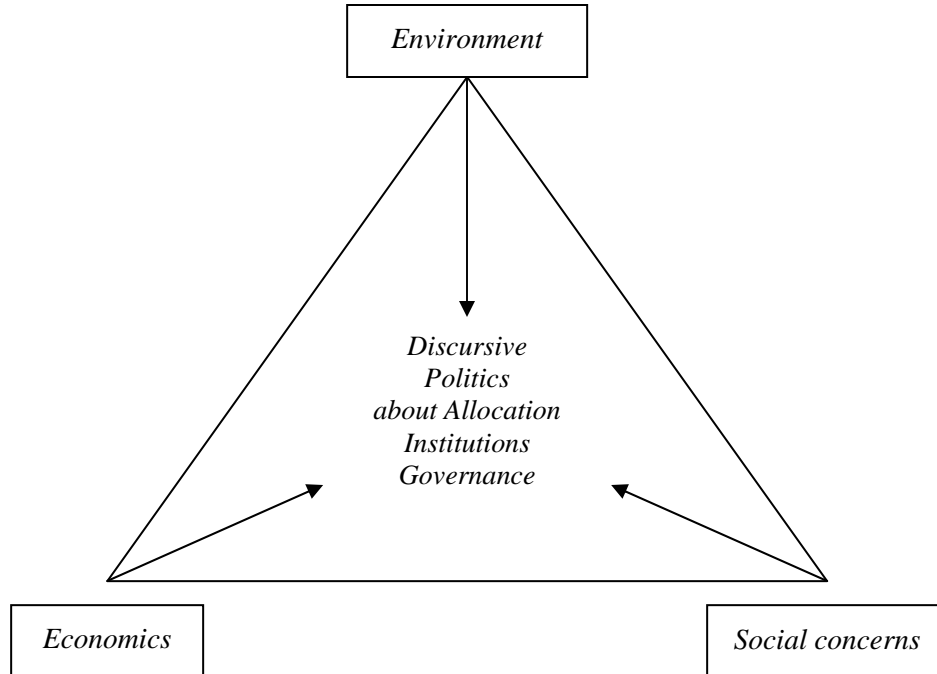 Environment
Discursive
Politics
about Allocation
Institutions
Governance
Economics
Social concerns